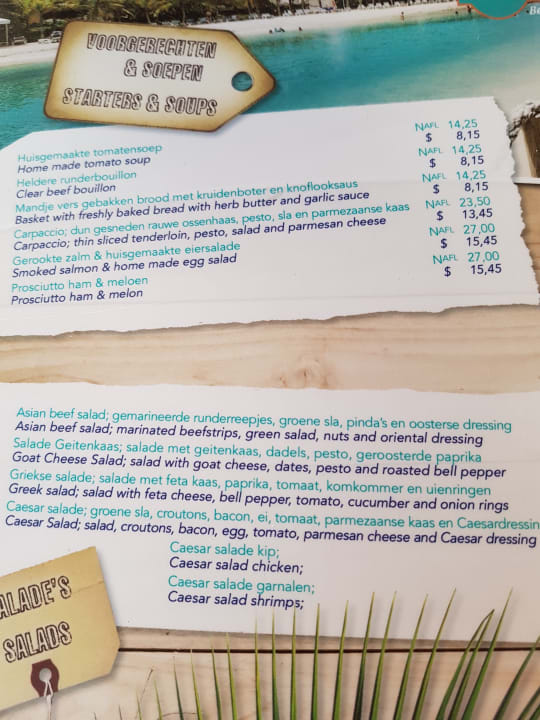 Be
VOORGERECHTEN
& SOEPEN
STARTERS & SOUPS
Huisgemaakte tomatensoep NAFL 14,25
Home made tomato soup $ 8,15
Heldere runderbouillon NAFL 14,25
Clear beef bouillon $ 8,15
Mandje vers gebakken brood met kruidenboter en knoflooksaus NAFL 14,25
Basket with freshly baked bread with herb butter and garlic sauce $ 8,15
Carpaccio; dun gesneden rauwe ossenhaas, pesto, sla en parmezaanse kaas NAFL 23,50
Carpaccio; thin sliced tenderloin, pesto, salad and parmesan cheese $ 13,45
Gerookte zalm & huisgemaakte eiersalade NAFL 27,00
Smoked salmon & home made egg salad $ 15,45
Prosciutto ham & meloen NAFL 27,00
Prosciutto ham & melon $ 15,45
Asian beef salad; gemarineerde runderreepjes, groene sla, pinda's en oosterse dressing
Asian beef salad; marinated beefstrips, green salad, nuts and oriental dressing
Salade Geitenkaas; salade met geitenkaas, dadels, pesto, geroosterde paprika
Goat Cheese Salad; salad with goat cheese, dates, pesto and roasted bell pepper
Griekse salade; salade met feta kaas, paprika, tomaat, komkommer en uienringen
Greek salad; salad with feta cheese, bell pepper, tomato, cucumber and onion rings
Caesar salade; groene sla, croutons, bacon, ei, tomaat, parmezaanse kaas en Caesardressin
Caesar Salad; salad, croutons, bacon, egg, tomato, parmesan cheese and Caesar dressing
Caesar salade kip;
Caesar salad chicken;
Caesar salade garnalen;
Caesar salad shrimps;
ALADE'S
SALADS